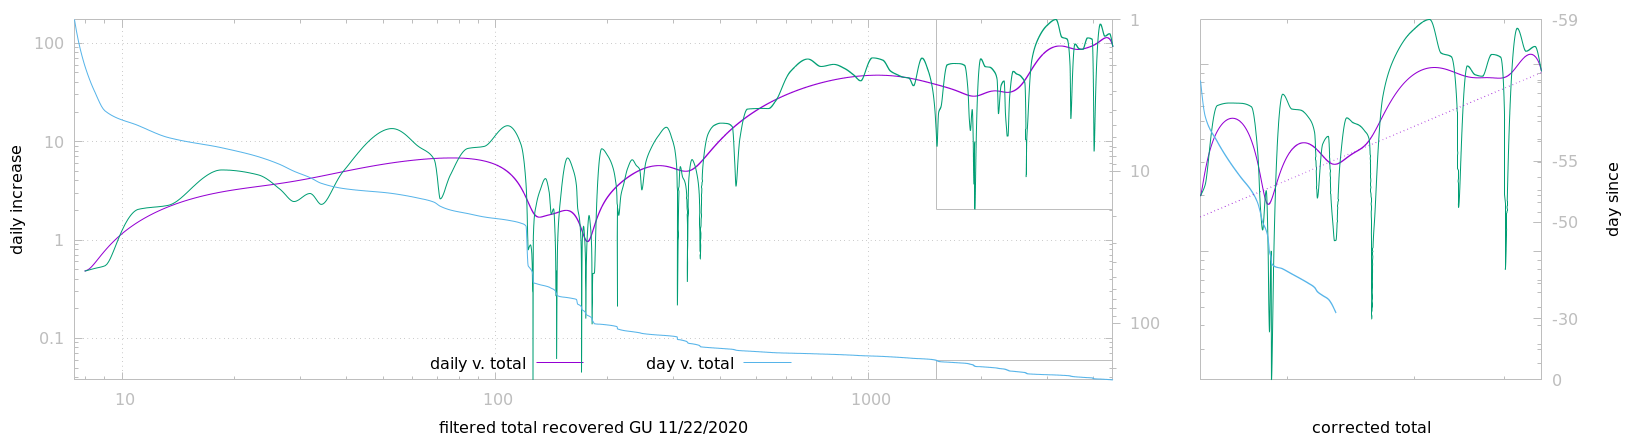 100
10
1
0.1
daily increase
10
100
1000
filtered total recovered GU 11/22/2020
daily v. total
day v. total
1
10
100
-59
-55
-50
-30
0
day since
corrected total